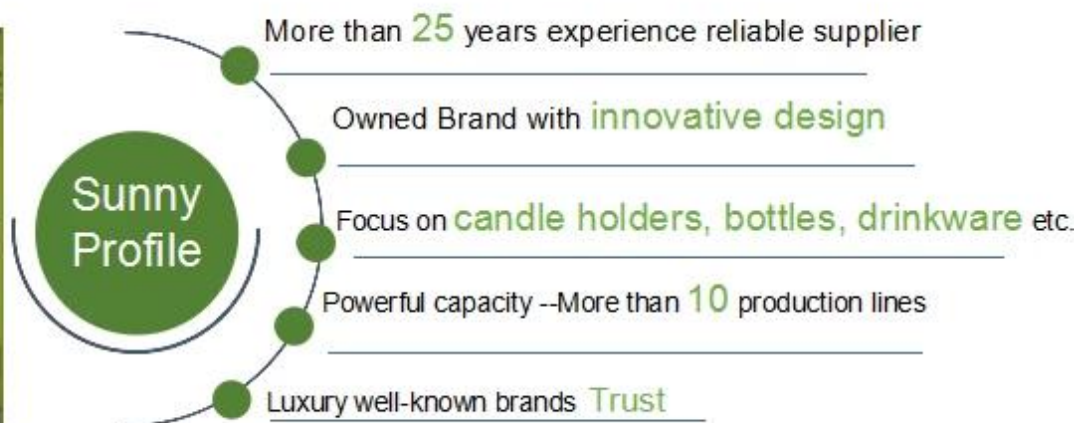 More than 25 years experience reliable supplier
Owned Brand with innovative design
Sunny
Profile
Focus on candle holders, bottles, drinkware etc.
Powerful capacity --More than 10 production lines
Luxury well-known brands Trust